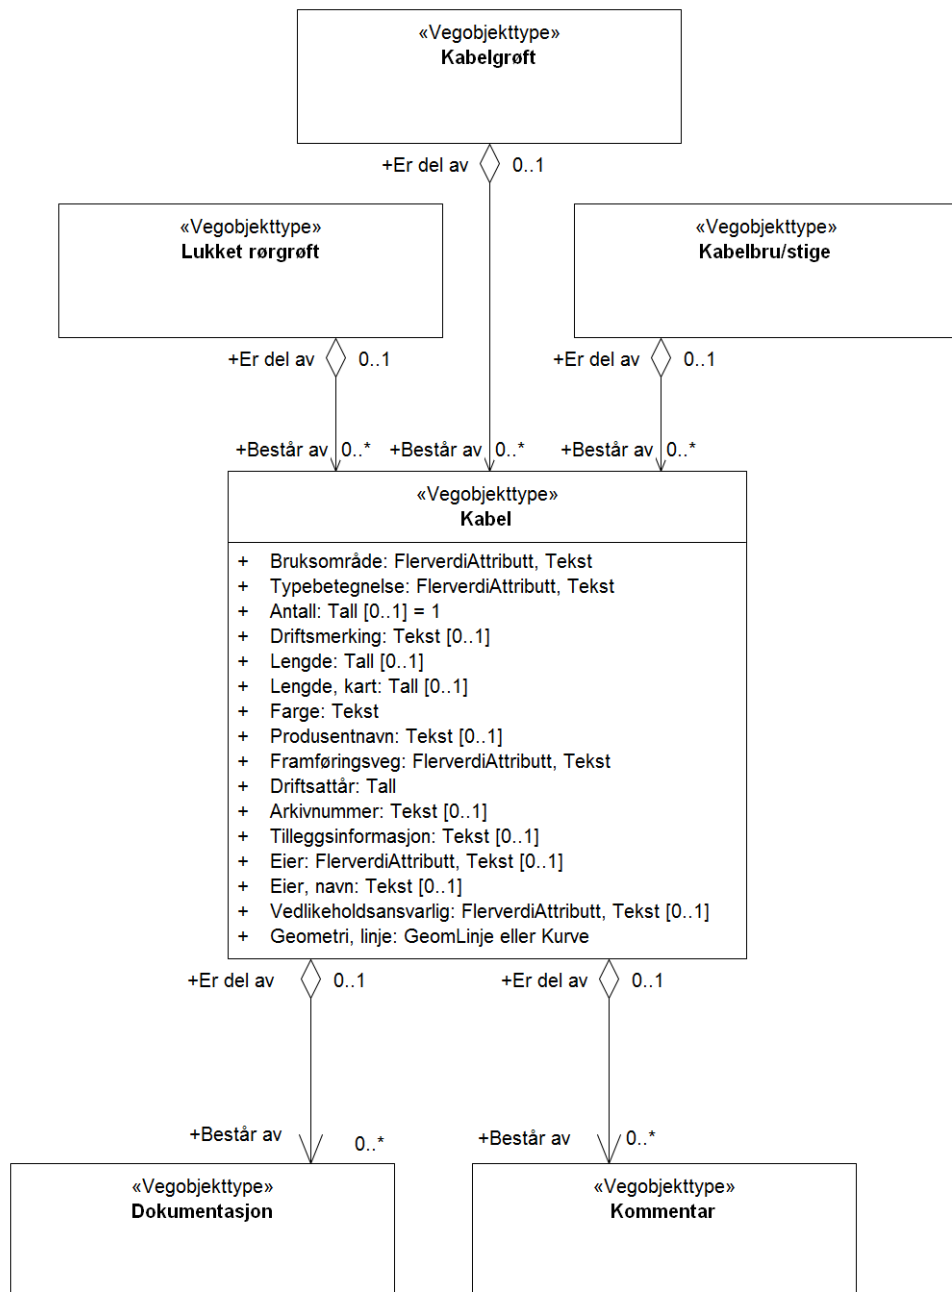 «Vegobjekttype»
Kabelgrøft
+Er del av 0..1
«Vegobjekttype»
Lukket rørgrøft
«Vegobjekttype»
Kabelbru/stige
+Er del av 0..1
+Er del av 0..1
+Består av 0..*
+Består av 0..*
+Består av 0..*
«Vegobjekttype»
Kabel
+ Bruksområde: FlerverdiAttributt, Tekst
+ Typebetegnelse: FlerverdiAttributt, Tekst
+ Antall: Tall [0..1] = 1
+ Driftsmerking: Tekst [0..1]
+ Lengde: Tall [0..1]
+ Lengde, kart: Tall [0..1]
+ Farge: Tekst
+ Produsentnavn: Tekst [0..1]
+ Framføringsveg: FlerverdiAttributt, Tekst
+ Driftsattår: Tall
+ Arkivnummer: Tekst [0..1]
+ Tilleggsinformasjon: Tekst [0..1]
+ Eier: FlerverdiAttributt, Tekst [0..1]
+ Eier, navn: Tekst [0..1]
+ Vedlikeholdsansvarlig: FlerverdiAttributt, Tekst [0..1]
+ Geometri, linje: GeomLinje eller Kurve
+Er del av 0..1
+Er del av 0..1
+Består av 0..*
+Består av 0..*
«Vegobjekttype»
Dokumentasjon
«Vegobjekttype»
Kommentar